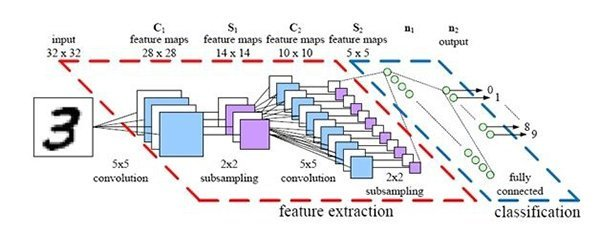 C₁
feature maps
28 x 28
S₁
feature maps
14 x 14
C₂
feature maps
10 x 10
S₂
feature maps
5 x 5
n₁
n₂
output
input
32 x 32
3
0
1
8
9
5x5
convolution
2x2
subsampling
5x5
convolution
2x2
subsampling
fully
connected
feature extraction
classification